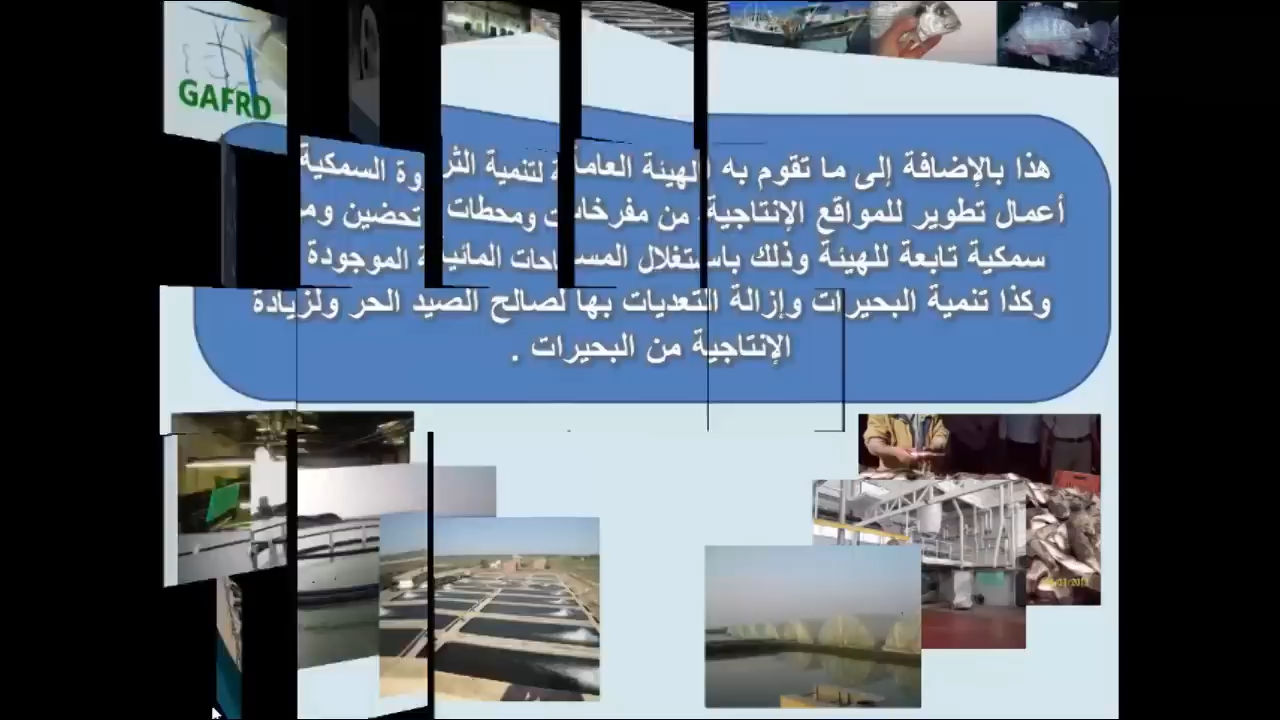 GAFRD
هذا بالإضافة إلى ما تقوم به الهيئة العامة لتنمية الثروة السمكية
أعمال تطوير للمواقع الإنتاجية من مفرخات ومحطات تحضين
سمكية تابعة للهيئة وذلك باستغلال المساحات المائية الموجودة
وكذا تنمية البحيرات وإزالة التعديات بها لصالح الصيد الحر ولزيادة
الإنتاجية من البحيرات .